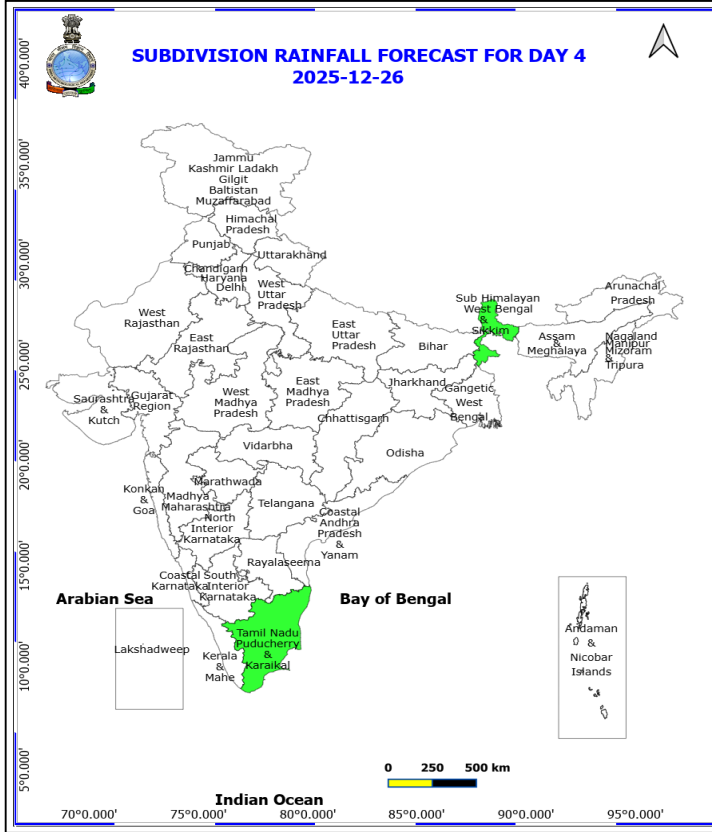 SUBDIVISION RAINFALL FORECAST FOR DAY 4
2025-12-26
40°0.000'
35°0.000'
30°0.000'
25°0.000'
20°0.000'
15°0.000'
10°0.000'
5°0.000'
Jammu
Kashmir Ladakh
Gilgit
Baltistan
Muzaffarabad
Himachal
Pradesh
Punjab
Uttarakhand
Chandigarh
Haryana
Delhi
West
Uttar
Pradesh
West
Rajasthan
East
Rajasthan
East
Uttar
Pradesh
Bihar
Sub Himalayan
West Bengal
&
Sikkim
Arunachal
Pradesh
Assam
&
Meghalaya
Nagaland
Manipur
Mizoram
&
Tripura
Saurashtra
&
Kutch
Gujarat
Region
West
Madhya
Pradesh
East
Madhya
Pradesh
Jharkhand
Gangetic
West
Bengal
Chhattisgarh
Odisha
Vidarbha
Konkan
&
Goa
Madhya
Maharashtra
Marathwada
North
Interior
Karnataka
Telangana
Coastal
Andhra
Pradesh
&
Yanam
Rayalaseema
Coastal
Karnataka
South
Interior
Karnataka
Arabian Sea
Bay of Bengal
Lakshadweep
Kerala
&
Mahe
Tamil Nadu
Puducherry
&
Karaikal
Andaman
&
Nicobar
Islands
0 250 500 km
Indian Ocean
70°0.000' 75°0.000' 80°0.000' 85°0.000' 90°0.000' 95°0.000'